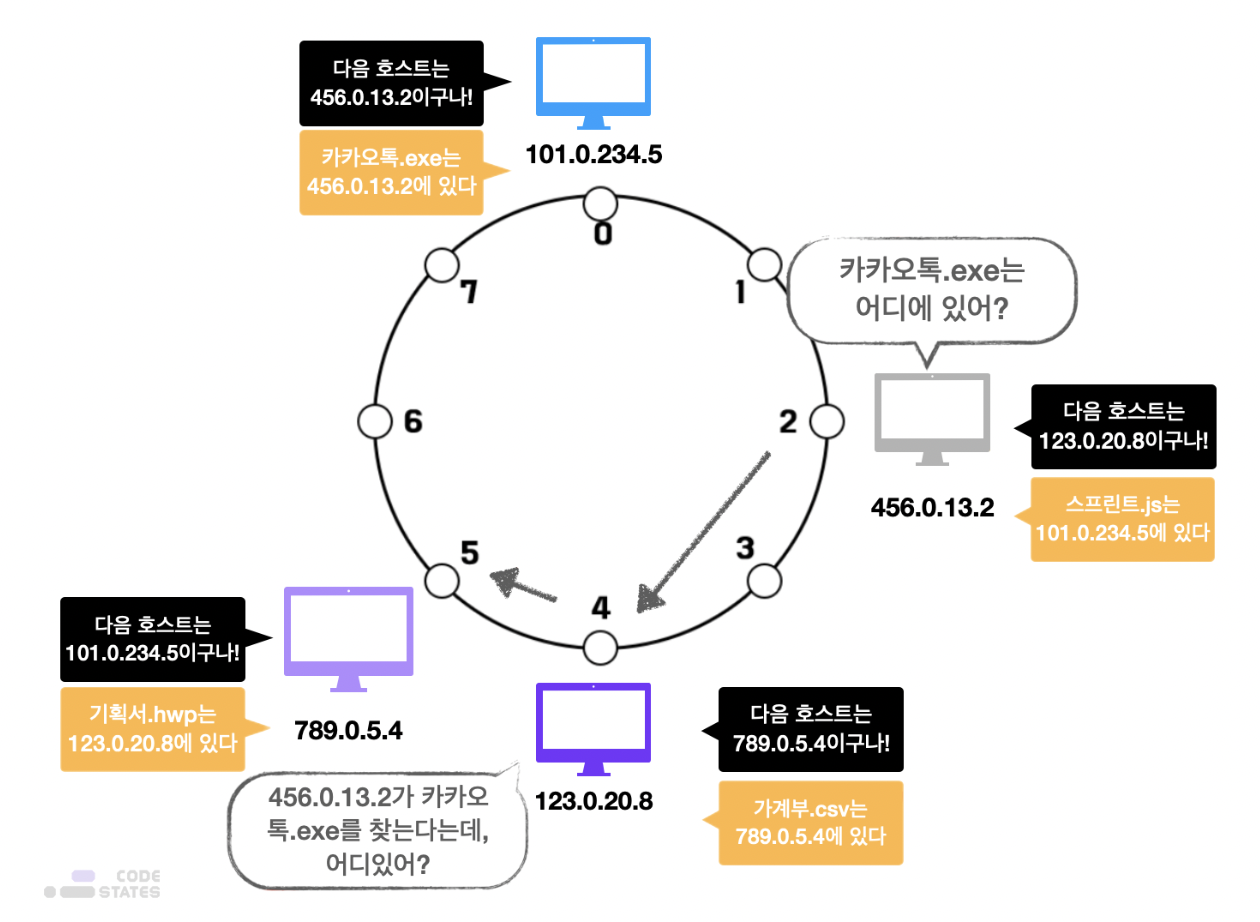 다음 호스트는
456.0.13.2이구나!
카카오톡.exe는
456.0.13.2에 있다
101.0.234.5
0
1
2
3
4
5
6
7
카카오톡.exe는
어디에 있어?
456.0.13.2
다음 호스트는
123.0.20.8이구나!
스프린트.js는
101.0.234.5에 있다
다음 호스트는
101.0.234.5이구나!
기획서.hwp는
123.0.20.8에 있다
789.0.5.4
456.0.13.2가 카카오
톡.exe를 찾는다는데,
어디있어?
123.0.20.8
다음 호스트는
789.0.5.4이구나!
가계부.csv는
789.0.5.4에 있다
CODE
STATES